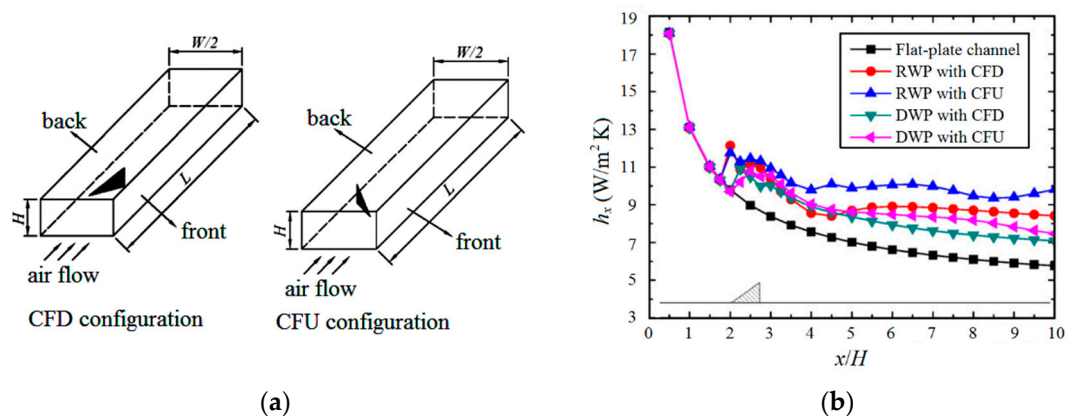 W/2
back
L
H
front
air flow
CFD configuration
W/2
back
L
H
front
air flow
CFU configuration
(a)
19
17
15
13
11
9
7
5
3
hx (W/m² K)
Flat-plate channel
RWP with CFD
RWP with CFU
DWP with CFD
DWP with CFU
0 1 2 3 4 5 6 7 8 9 10
x/H
(b)